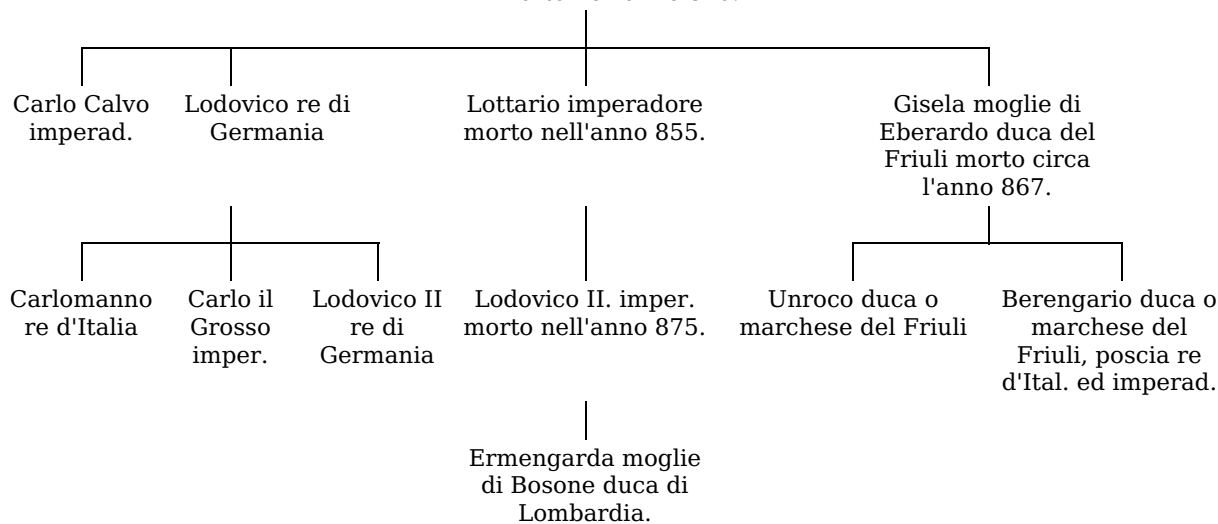 Carlo Calvo
imperad.
Lodovico re di
Germania
Lottario imperadore
morto nell'anno 855.
Gisela moglie di
Eberardo duca del
Friuli morto circa
l'anno 867.
Carlomanno
re d'Italia
Carlo il
Grosso
imper.
Lodovico II
re di
Germania
Lodovico II. imper.
morto nell'anno 875.
Unroco duca o
marchese del Friuli
Berengario duca o
marchese del
Friuli, poscia re
d'Ital. ed imperad.
Ermengarda moglie
di Bosone duca di
Lombardia.